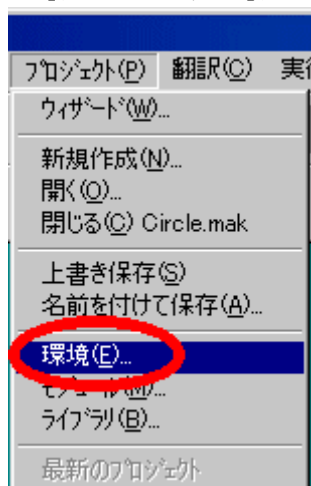 ﾌﾟﾛｼﾞｪｸﾄ(P) 翻訳(C) 実行
ｳｨｻﾞｰﾄﾞ(W)...
新規作成(N)...
開く(O)...
閉じる(C) Circle.mak
上書き保存(S)
名前を付けて保存(A)...
環境(E)...
ﾓｼﾞｭｰﾙ(M)...
ﾗｲﾌﾞﾗﾘ(B)...
最新のﾌﾟﾛｼﾞｪｸﾄ